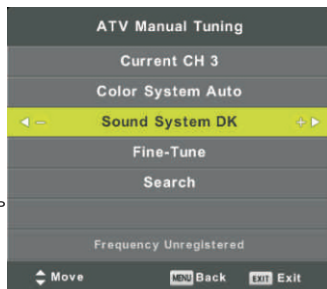 ATV Manual Tuning
Current CH 3
Color System Auto
Sound System DK
Fine-Tune
Search
Frequency Unregistered
Move MENU Back EXIT Exit